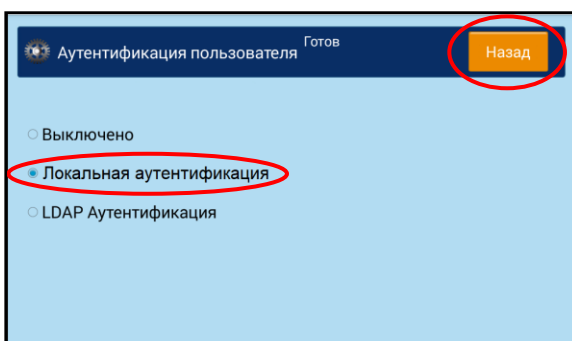 Аутентификация пользователя Готов
Назад
Выключено
Локальная аутентификация
LDAP Аутентификация